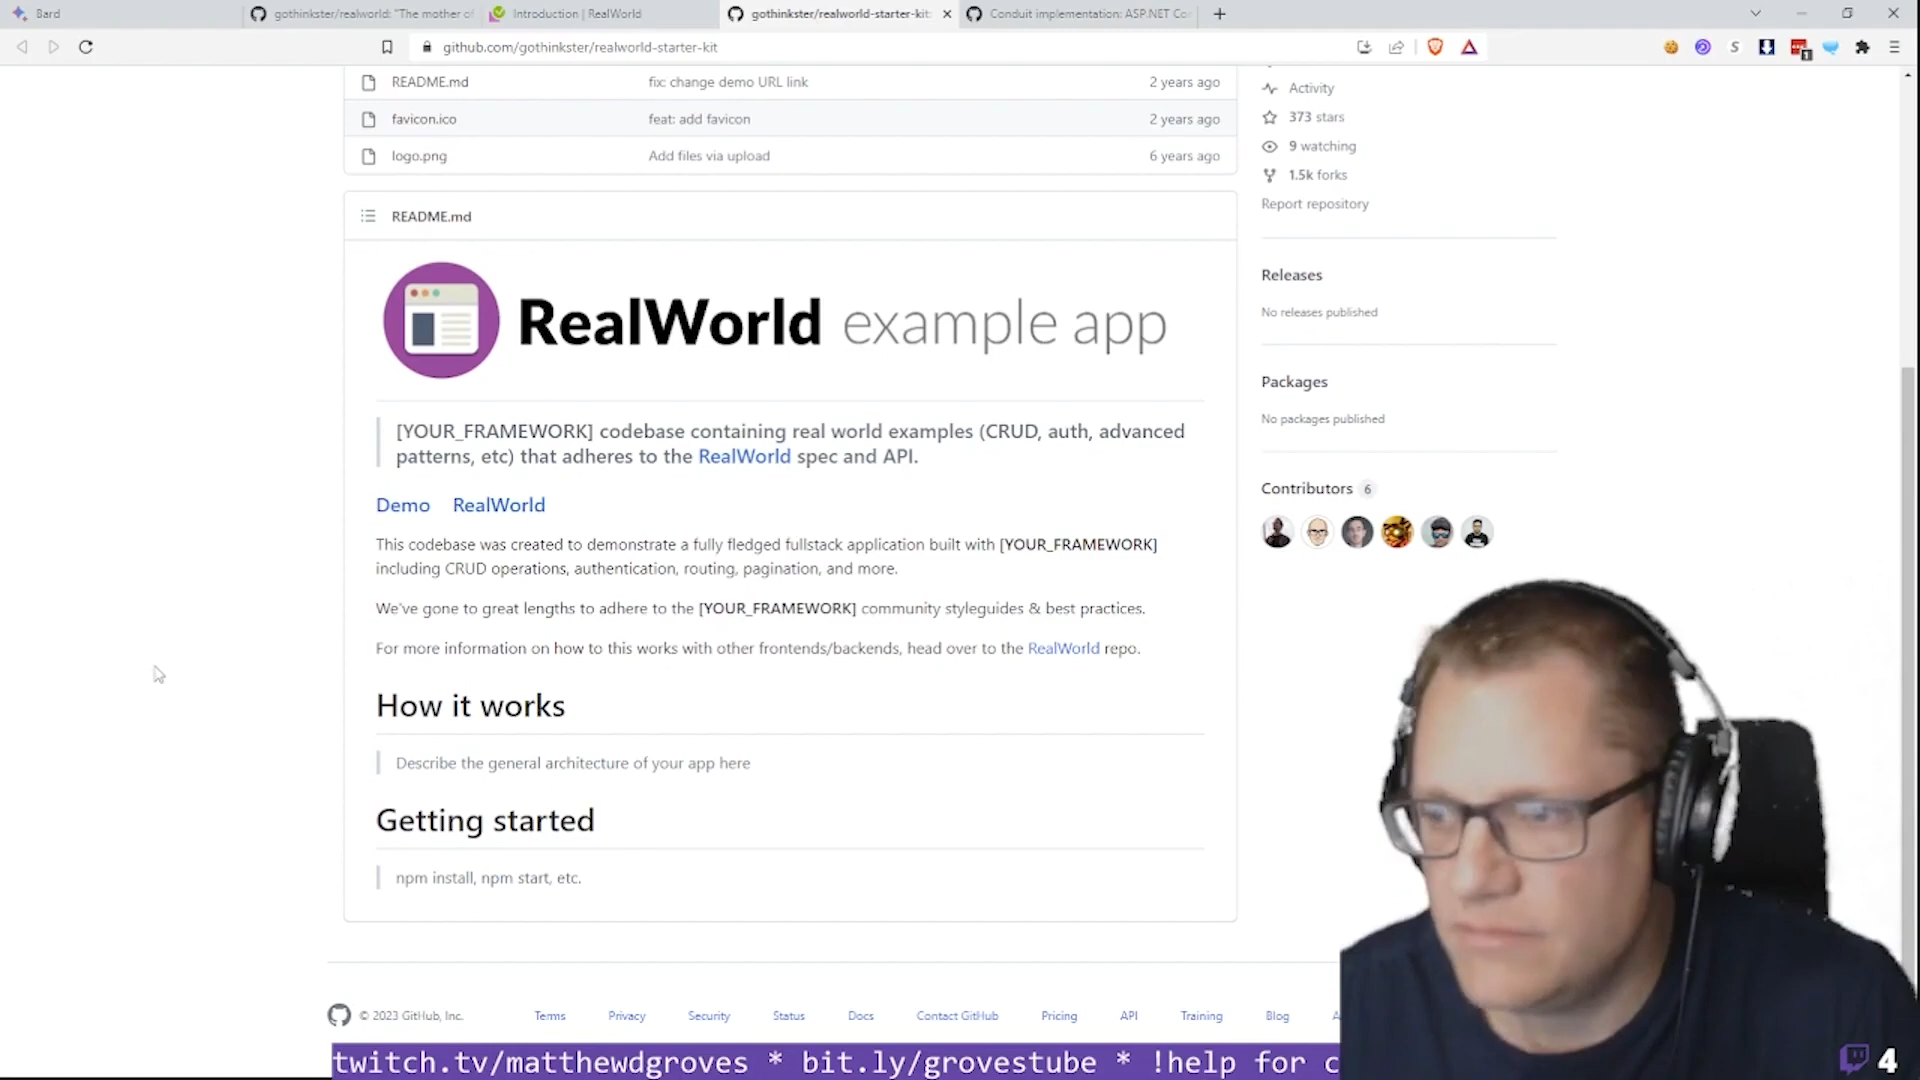 Bard
gothinkster/realworld: "The mother of
Introduction | RealWorld
gothinkster/realworld-starter-kit:
Conduit implementation: ASP.NET Co
github.com/gothinkster/realworld-starter-kit
README.md
fix: change demo URL link
2 years ago
favicon.ico
feat: add favicon
2 years ago
logo.png
Add files via upload
6 years ago
Activity
373 stars
9 watching
1.5k forks
Report repository
README.md
RealWorld example app
[YOUR_FRAMEWORK] codebase containing real world examples (CRUD, auth, advanced
patterns, etc) that adheres to the RealWorld spec and API.
Demo RealWorld
This codebase was created to demonstrate a fully fledged fullstack application built with [YOUR_FRAMEWORK]
including CRUD operations, authentication, routing, pagination, and more.
We've gone to great lengths to adhere to the [YOUR_FRAMEWORK] community styleguides & best practices.
For more information on how to this works with other frontends/backends, head over to the RealWorld repo.
How it works
Describe the general architecture of your app here
Getting started
npm install, npm start, etc.
Releases
No releases published
Packages
No packages published
Contributors 6
© 2023 GitHub, Inc.
Terms
Privacy
Security
Status
Docs
Contact GitHub
Pricing
API
Training
Blog
twitch.tv/matthewdgroves * bit.ly/grovestube * !help for c
4